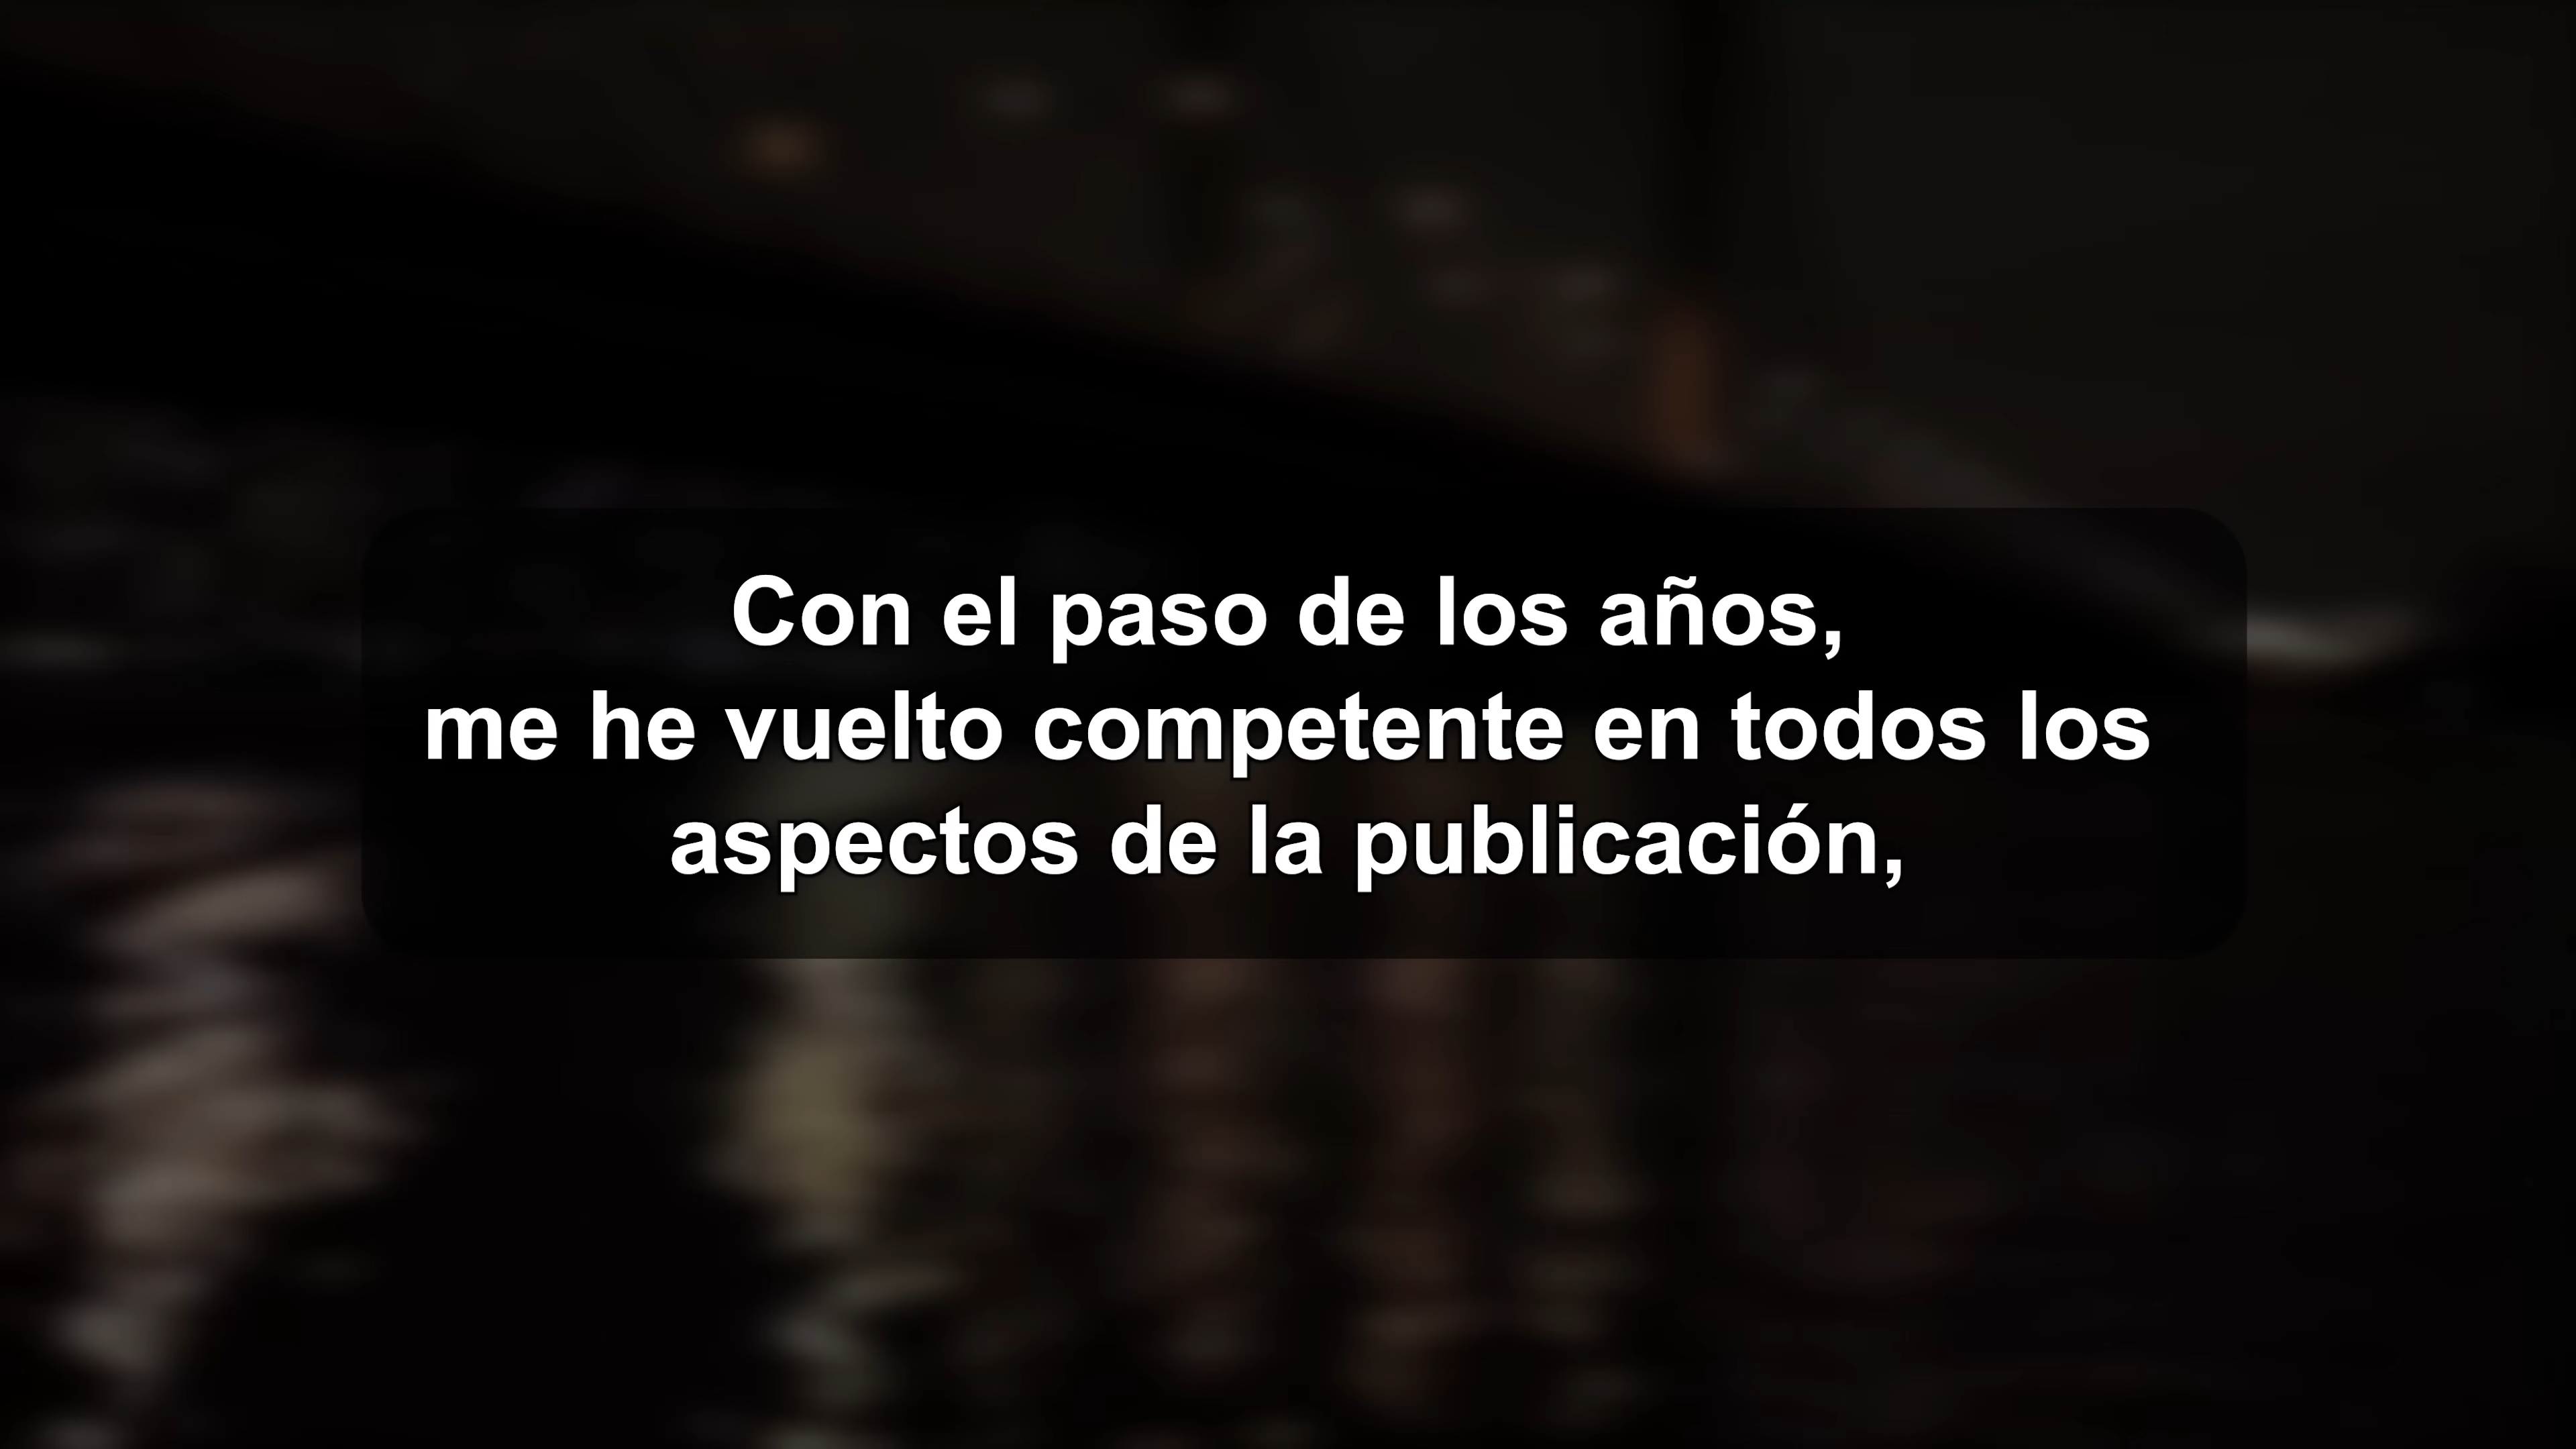 Con el paso de los años,
me he vuelto competente en todos los
aspectos de la publicación,